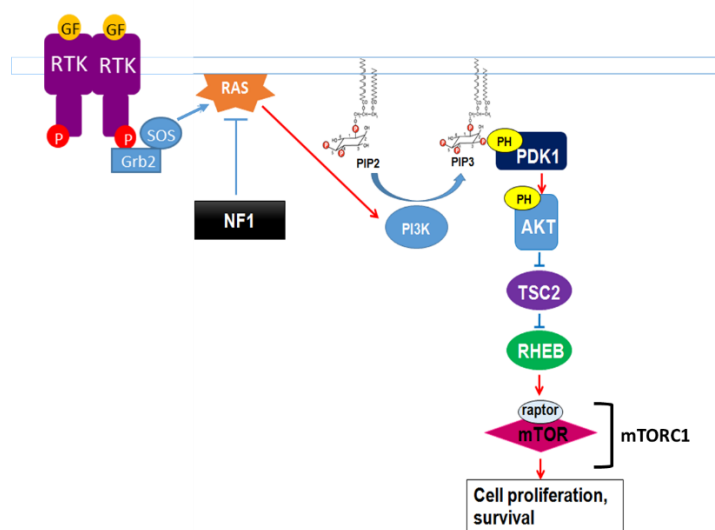 GF GF
RTK RTK
P P
SOS
Grb2
RAS
NF1
PIP2
PIP3
PI3K
PH
PDK1
PH
AKT
TSC2
RHEB
raptor
mTOR
mTORC1
Cell proliferation,
survival